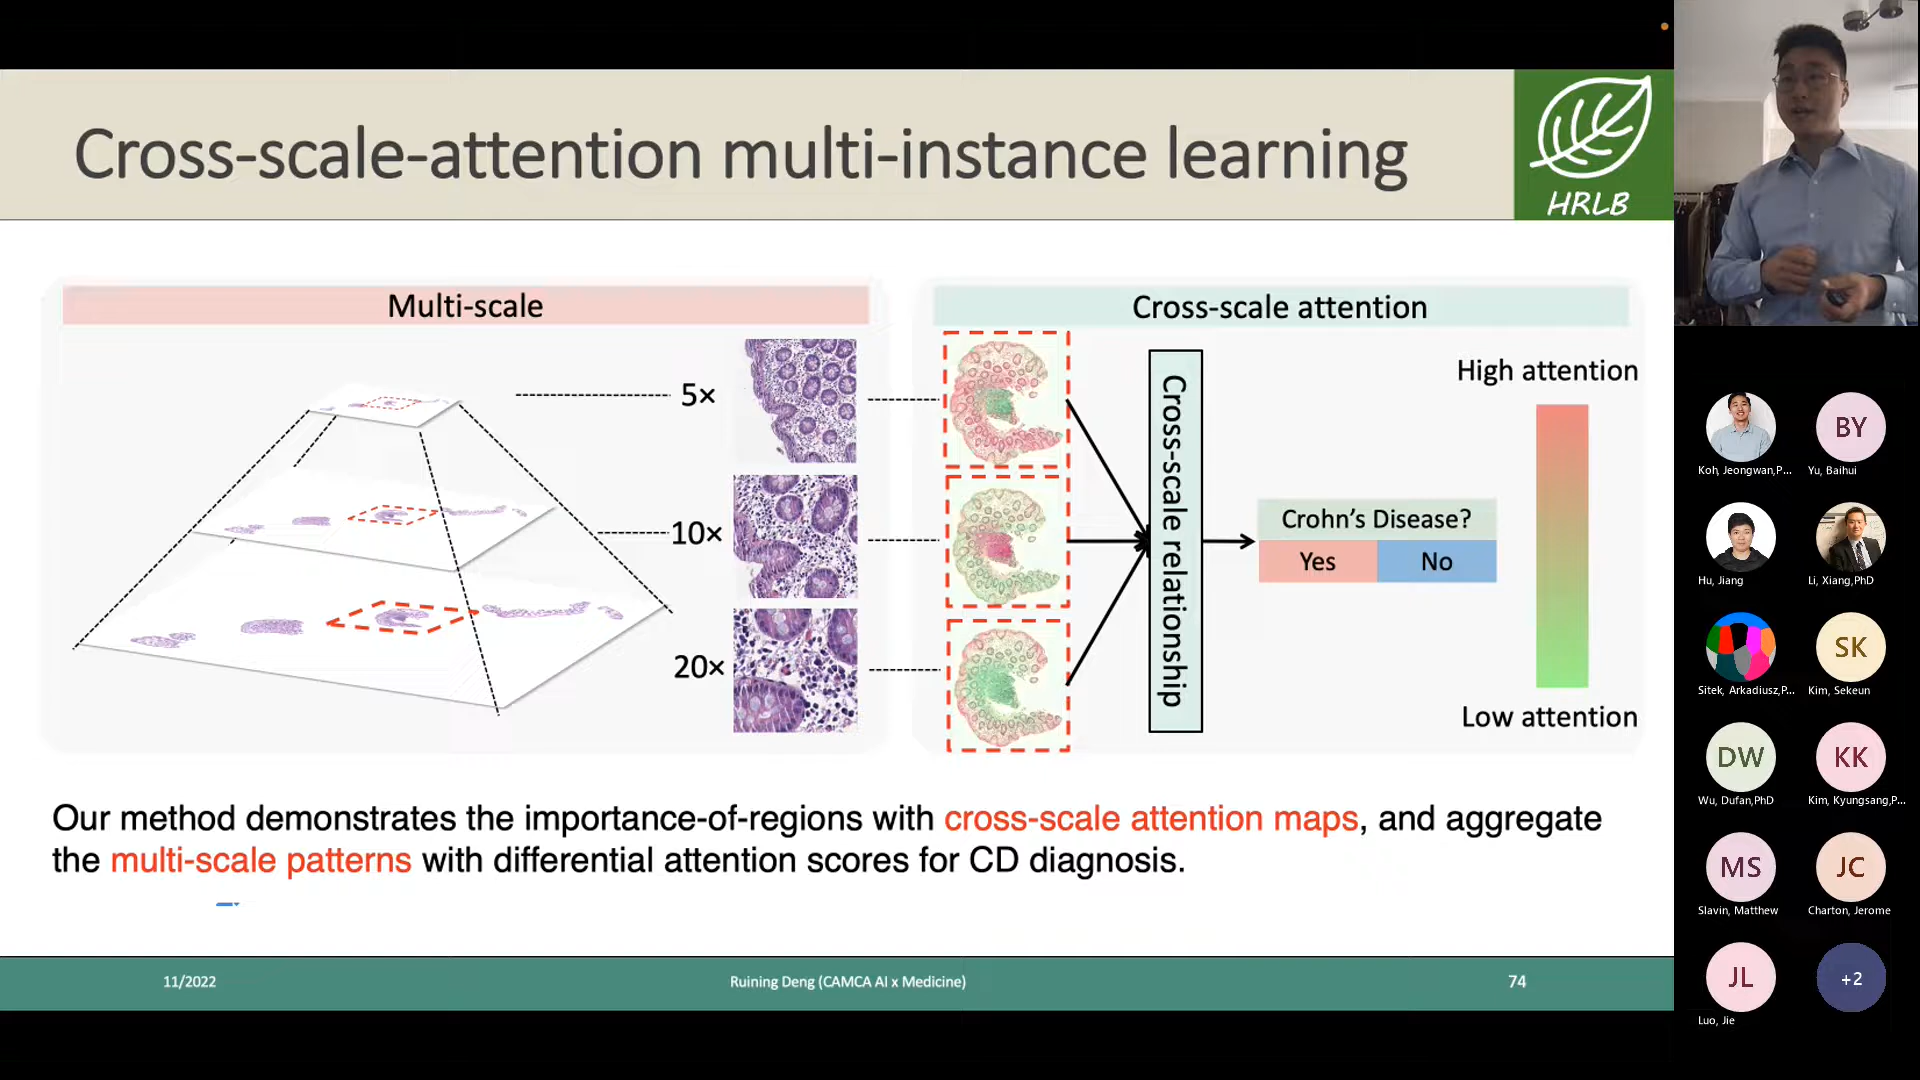 Cross-scale-attention multi-instance learning
HRLB
Multi-scale
5×
10×
20×
Cross-scale attention
Cross-scale relationship
Crohn's Disease?
Yes
No
High attention
Low attention
Our method demonstrates the importance-of-regions with cross-scale attention maps, and aggregate
the multi-scale patterns with differential attention scores for CD diagnosis.
11/2022
Ruining Deng (CAMCA AI x Medicine)
74
Koh, Jeongwan,P...
BY
Yu, Baihui
Hu, Jiang
Li, Xiang,PhD
Sitek, Arkadiusz,P...
SK
Kim, Sekeun
DW
Wu, Dufan,PhD
KK
Kim, Kyungsang,P...
MS
Slavin, Matthew
JC
Charton, Jerome
JL
Luo, Jie
+2